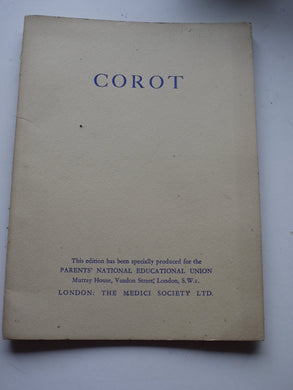 COROT
This edition has been specially produced for the
PARENTS' NATIONAL EDUCATIONAL UNION
Murray House, Vandon Street, London, S.W.1.
LONDON: THE MEDICI SOCIETY LTD.